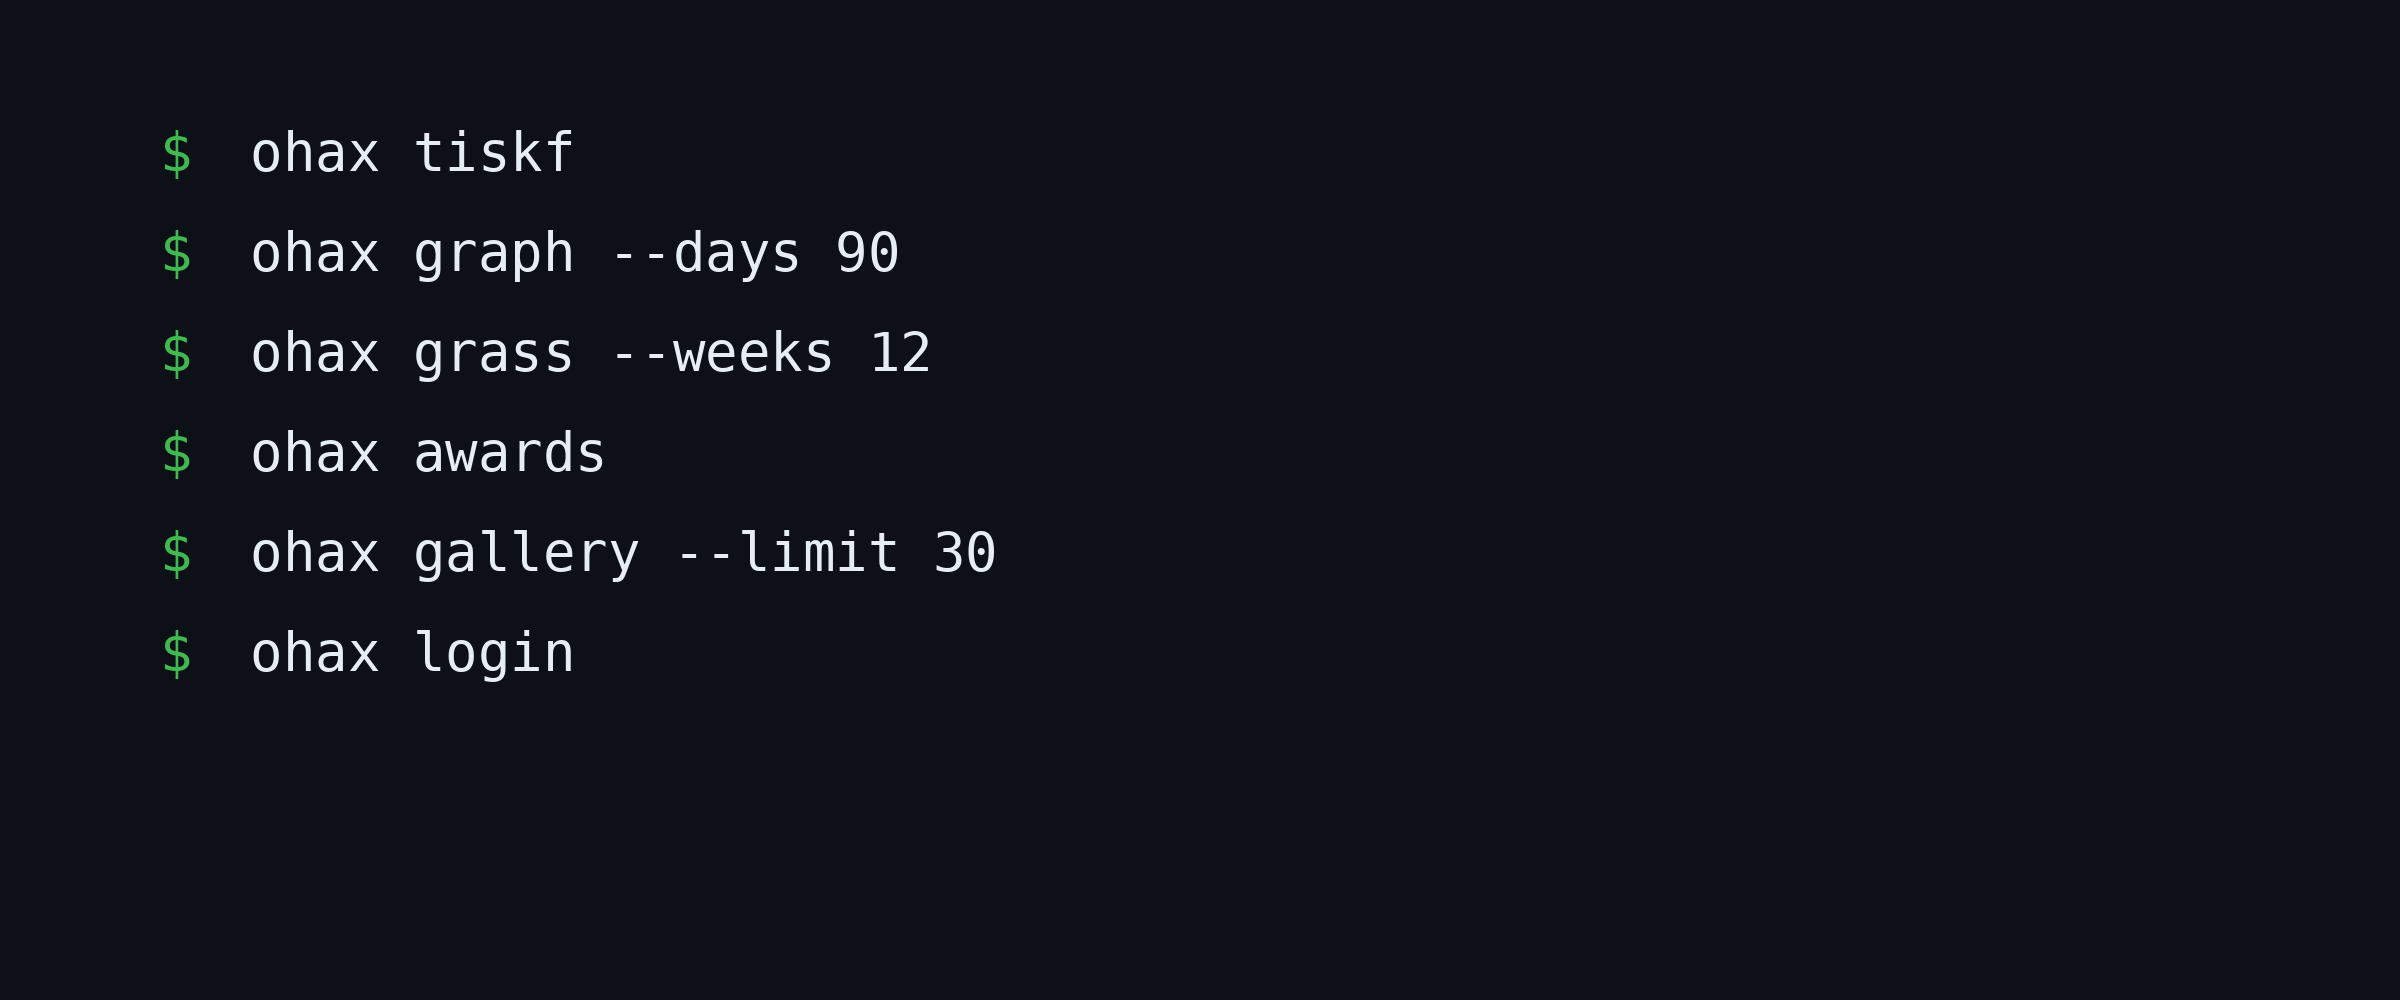 $ ohax tiskf
$ ohax graph --days 90
$ ohax grass --weeks 12
$ ohax awards
$ ohax gallery --limit 30
$ ohax login